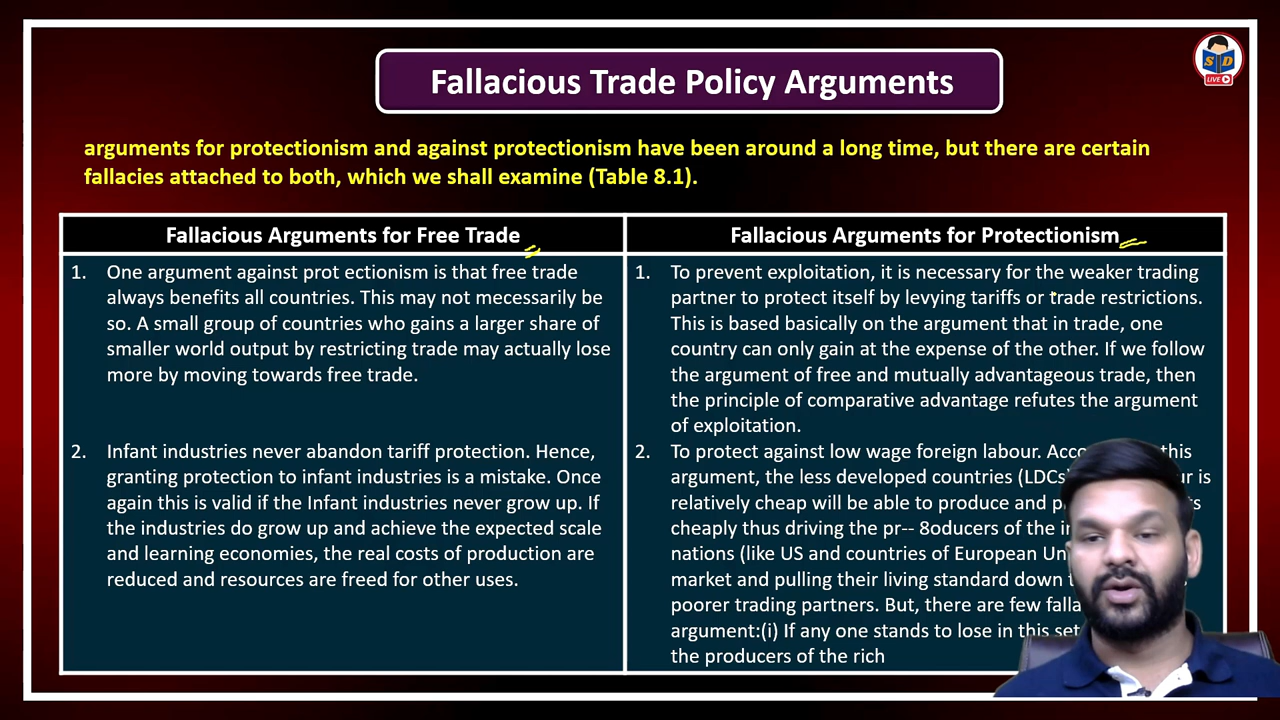 Fallacious Trade Policy Arguments
S D
LIVE
arguments for protectionism and against protectionism have been around a long time, but there are certain
fallacies attached to both, which we shall examine (Table 8.1).
Fallacious Arguments for Free Trade
1. One argument against prot ectionism is that free trade
always benefits all countries. This may not mecessarily be
so. A small group of countries who gains a larger share of
smaller world output by restricting trade may actually lose
more by moving towards free trade.
2. Infant industries never abandon tariff protection. Hence,
granting protection to infant industries is a mistake. Once
again this is valid if the Infant industries never grow up. If
the industries do grow up and achieve the expected scale
and learning economies, the real costs of production are
reduced and resources are freed for other uses.
Fallacious Arguments for Protectionism
1. To prevent exploitation, it is necessary for the weaker trading
partner to protect itself by levying tariffs or trade restrictions.
This is based basically on the argument that in trade, one
country can only gain at the expense of the other. If we follow
the argument of free and mutually advantageous trade, then
the principle of comparative advantage refutes the argument
of exploitation.
2. To protect against low wage foreign labour. this
argument, the less developed countries (LDCs) is
relatively cheap will be able to produce and
cheaply thus driving the pr-- 8oducers of the
nations (like US and countries of European
market and pulling their living standard down
poorer trading partners. But, there are few
argument:(i) If any one stands to lose in this
the producers of the rich